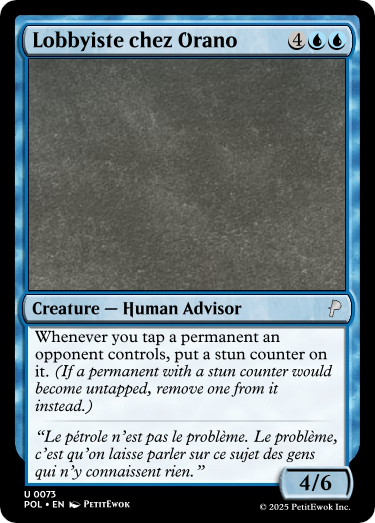 Lobbyiste chez Orano 4
Creature — Human Advisor
Whenever you tap a permanent an
opponent controls, put a stun counter on
it. (If a permanent with a stun counter would
become untapped, remove one from it
instead.)
“Le pétrole n’est pas le problème. Le problème,
c’est qu’on laisse parler sur ce sujet des gens
qui n’y connaissent rien.”
4/6
U 0073
POL • EN PetitEwok
© 2025 PetitEwok Inc.